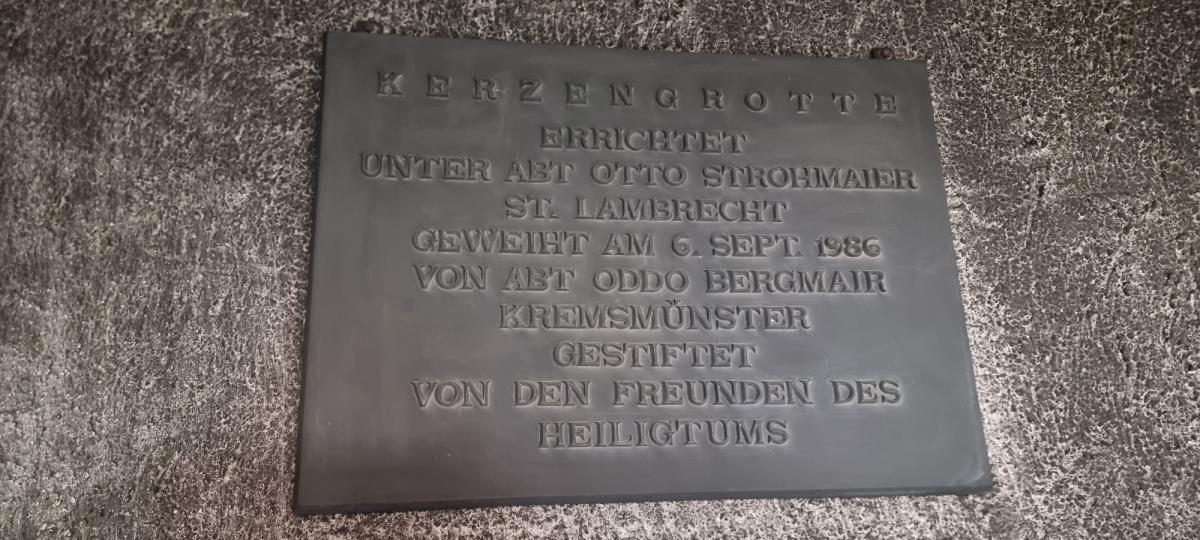 KERZENGROTTE
ERRICHTET
UNTER ABT OTTO STROHMAIER
ST. LAMBRECHT
GEWEIHT AM 6. SEPT. 1986
VON ABT ODDO BERGMAIR
KREMSMÜNSTER
GESTIFTET
VON DEN FREUNDEN DES
HEILIGTUMS